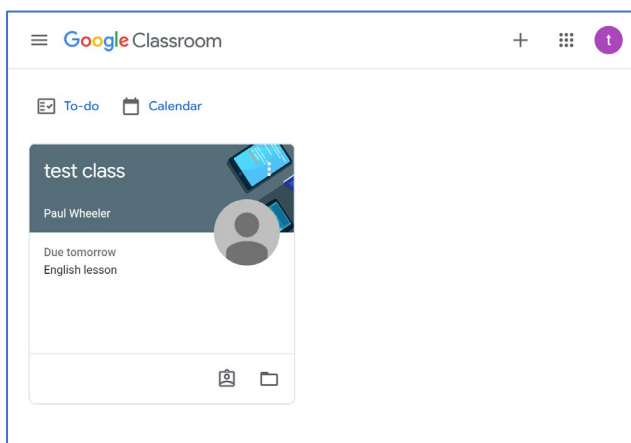 Google Classroom
t
To-do
Calendar
test class
Paul Wheeler
Due tomorrow
English lesson